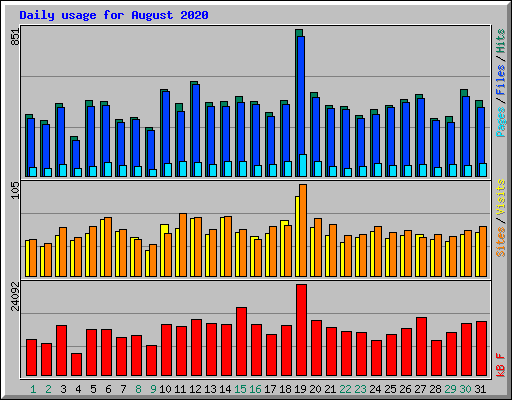 Daily usage for August 2020
851
Pages / Files / Hits
105
Sites / Visits
24092
kB F
1 2 3 4 5 6 7 8 9 10 11 12 13 14 15 16 17 18 19 20 21 22 23 24 25 26 27 28 29 30 31